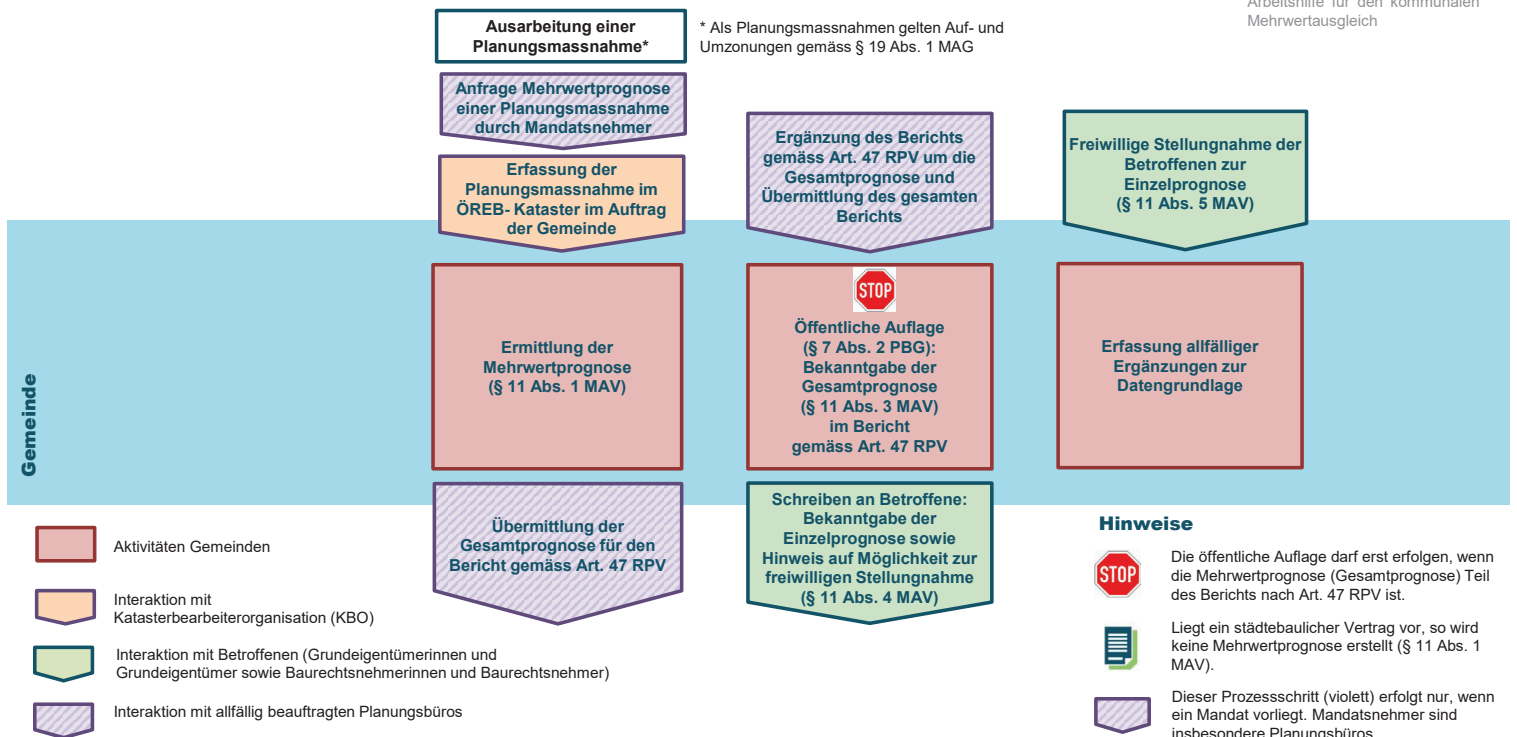 Arbeitshilfe für den kommunalen
Mehrwertausgleich
Ausarbeitung einer
Planungsmassnahme*
* Als Planungsmassnahmen gelten Auf- und
Umzonungen gemäss § 19 Abs. 1 MAG
Anfrage Mehrwertprognose
einer Planungsmassnahme
durch Mandatsnehmer
Erfassung der
Planungsmassnahme im
ÖREB- Kataster im Auftrag
der Gemeinde
Ergänzung des Berichts
gemäss Art. 47 RPV um die
Gesamtprognose und
Übermittlung des gesamten
Berichts
Freiwillige Stellungnahme der
Betroffenen zur
Einzelprognose
(§ 11 Abs. 5 MAV)
Gemeinde
Ermittlung der
Mehrwertprognose
(§ 11 Abs. 1 MAV)
STOP
Öffentliche Auflage
(§ 7 Abs. 2 PBG):
Bekanntgabe der
Gesamtprognose
(§ 11 Abs. 3 MAV)
im Bericht
gemäss Art. 47 RPV
Erfassung allfälliger
Ergänzungen zur
Datengrundlage
Übermittlung der
Gesamtprognose für den
Bericht gemäss Art. 47 RPV
Schreiben an Betroffene:
Bekanntgabe der
Einzelprognose sowie
Hinweis auf Möglichkeit zur
freiwilligen Stellungnahme
(§ 11 Abs. 4 MAV)
Aktivitäten Gemeinden
Interaktion mit
Katasterbearbeiterorganisation (KBO)
Interaktion mit Betroffenen (Grundeigentümerinnen und
Grundeigentümer sowie Baurechtsnehmerinnen und Baurechtsnehmer)
Interaktion mit allfällig beauftragten Planungsbüros
Hinweise
STOP
Die öffentliche Auflage darf erst erfolgen, wenn
die Mehrwertprognose (Gesamtprognose) Teil
des Berichts nach Art. 47 RPV ist.
Liegt ein städtebaulicher Vertrag vor, so wird
keine Mehrwertprognose erstellt (§ 11 Abs. 1
MAV).
Dieser Prozessschritt (violett) erfolgt nur, wenn
ein Mandat vorliegt. Mandatsnehmer sind
insbesondere Planungsbüros